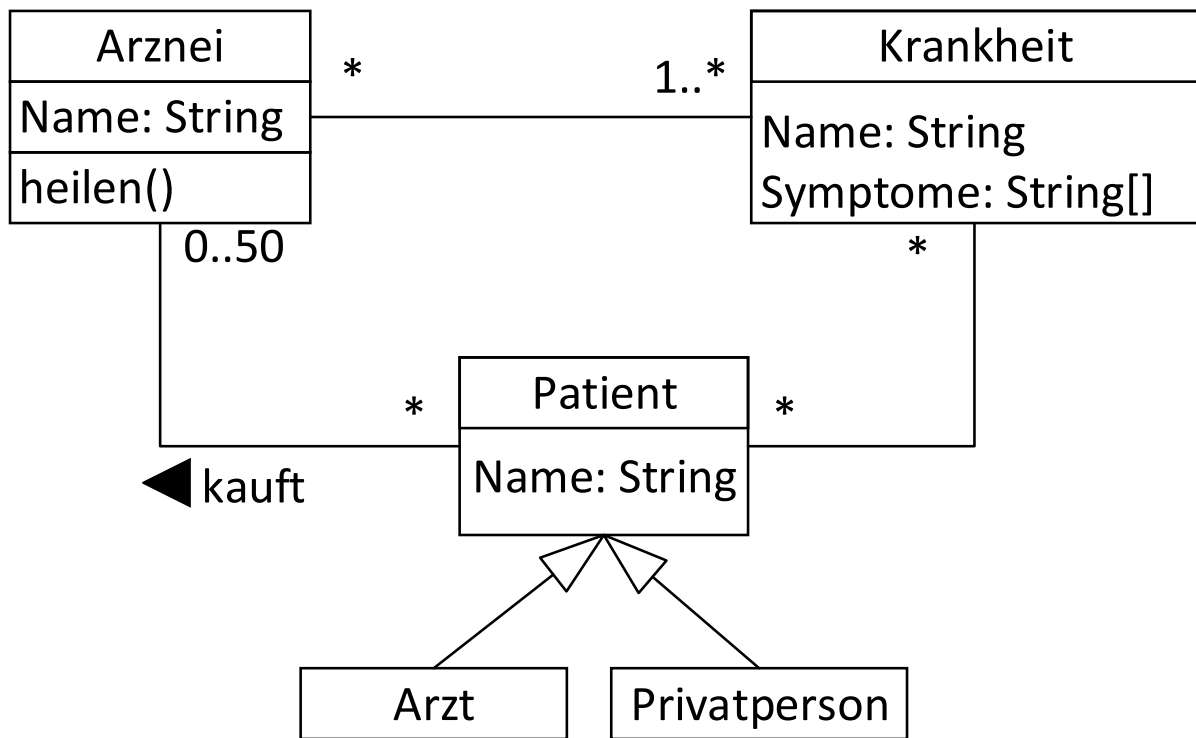 Arznei
Name: String
heilen()
*
1..*
Krankheit
Name: String
Symptome: String[]
0..50
*
*
Patient
Name: String
*
kauft
Arzt
Privatperson